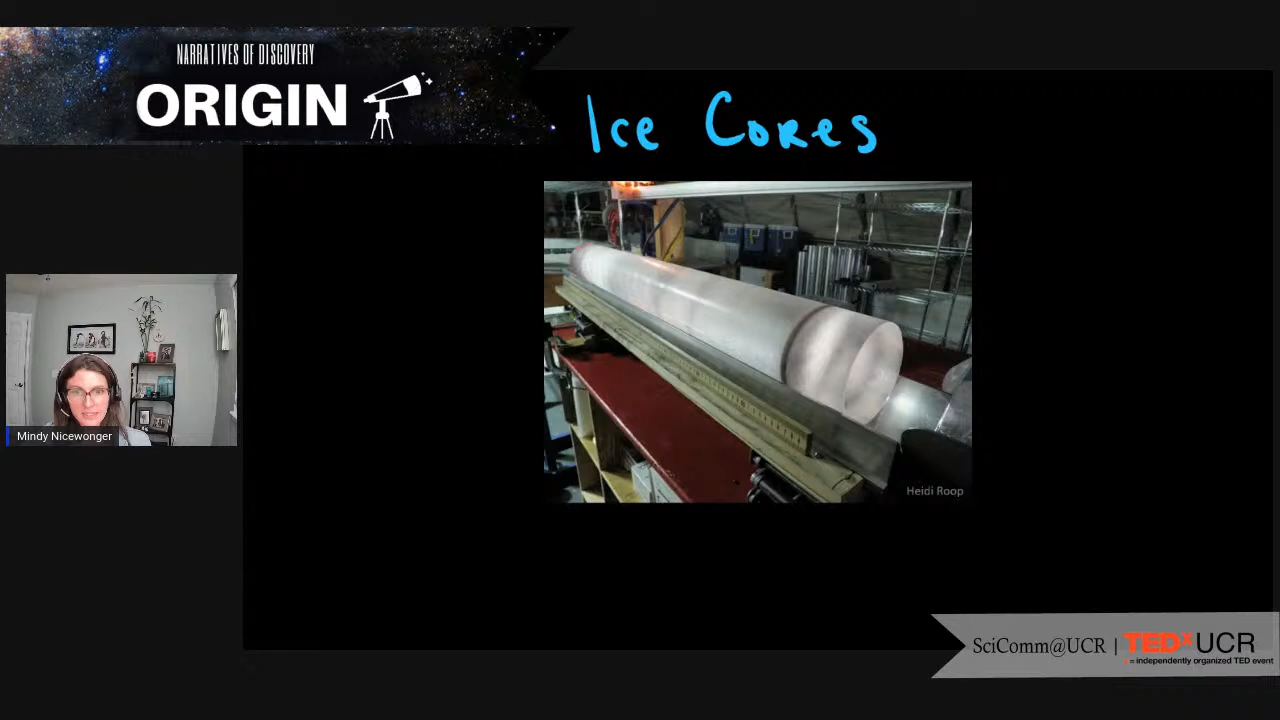 NARRATIVES OF DISCOVERY
ORIGIN
Ice Cores
Mindy Nicewonger
Heidi Roop
SciComm@UCR | TEDxUCR
x = independently organized TED event